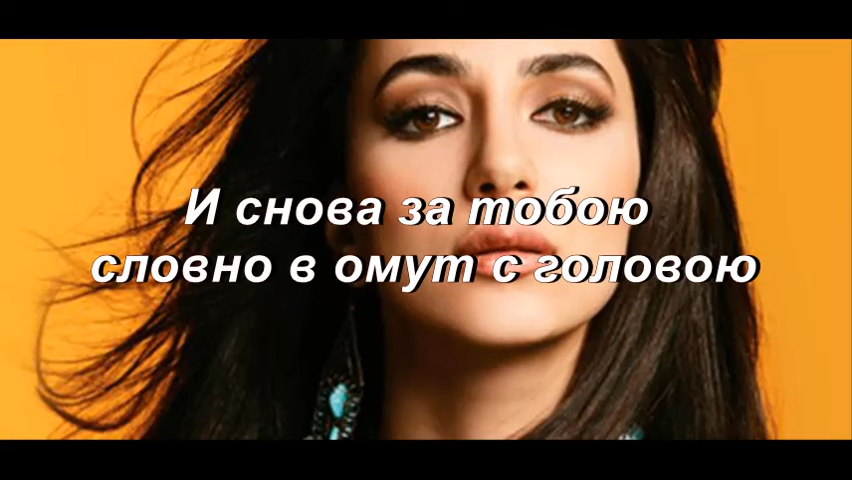 И снова за тобою
словно в омут с головою